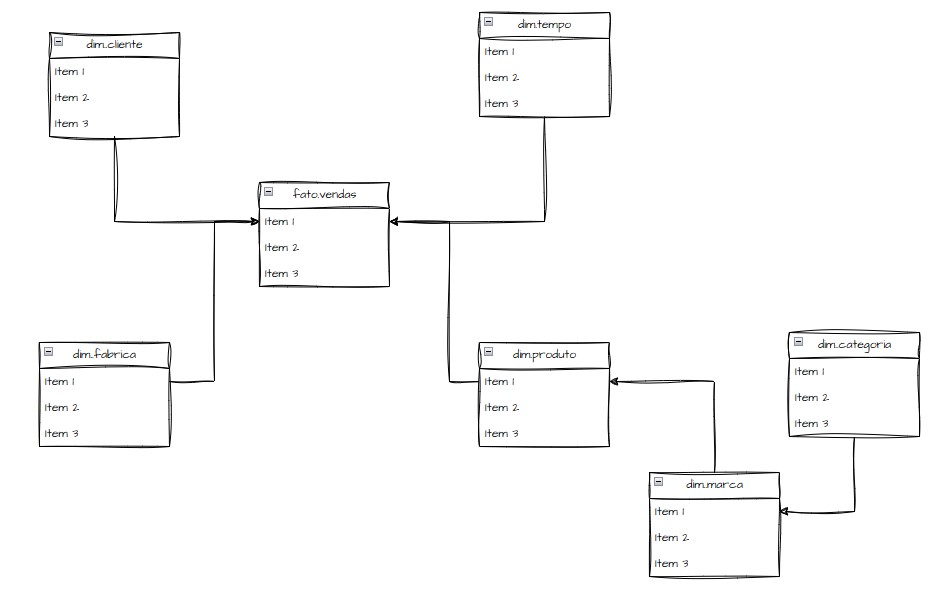 dim.cliente
Item 1
Item 2
Item 3
dim.tempo
Item 1
Item 2
Item 3
fato.vendas
Item 1
Item 2
Item 3
dim.fabrica
Item 1
Item 2
Item 3
dim.produto
Item 1
Item 2
Item 3
dim.categoria
Item 1
Item 2
Item 3
dim.marca
Item 1
Item 2
Item 3